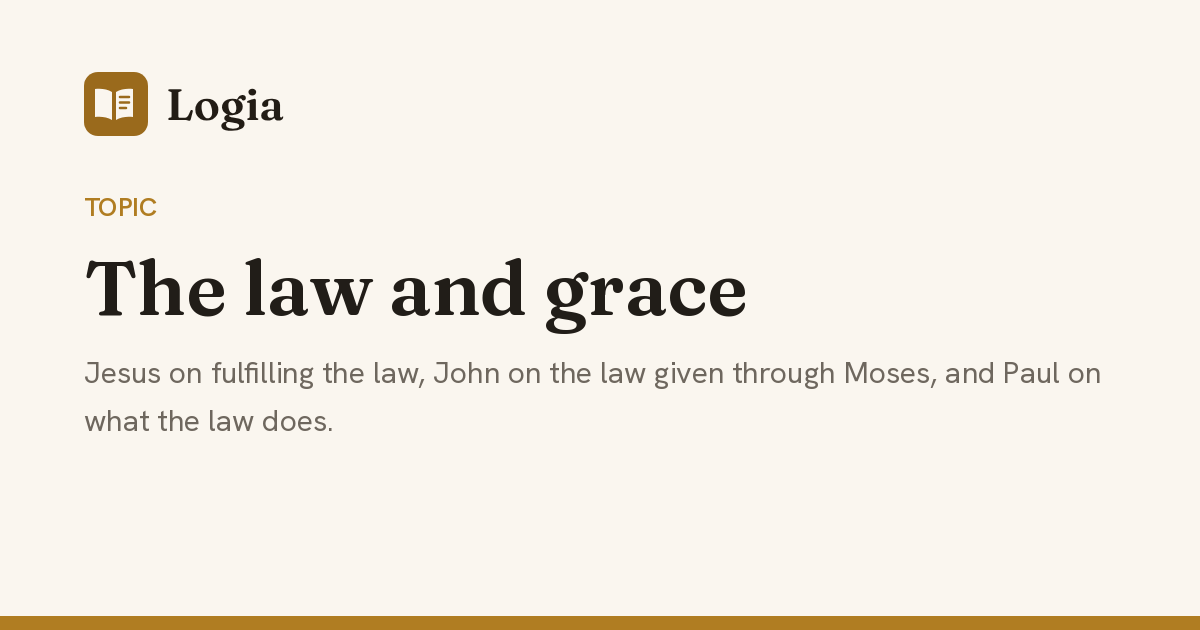 Logia
TOPIC
The law and grace
Jesus on fulfilling the law, John on the law given through Moses, and Paul on
what the law does.